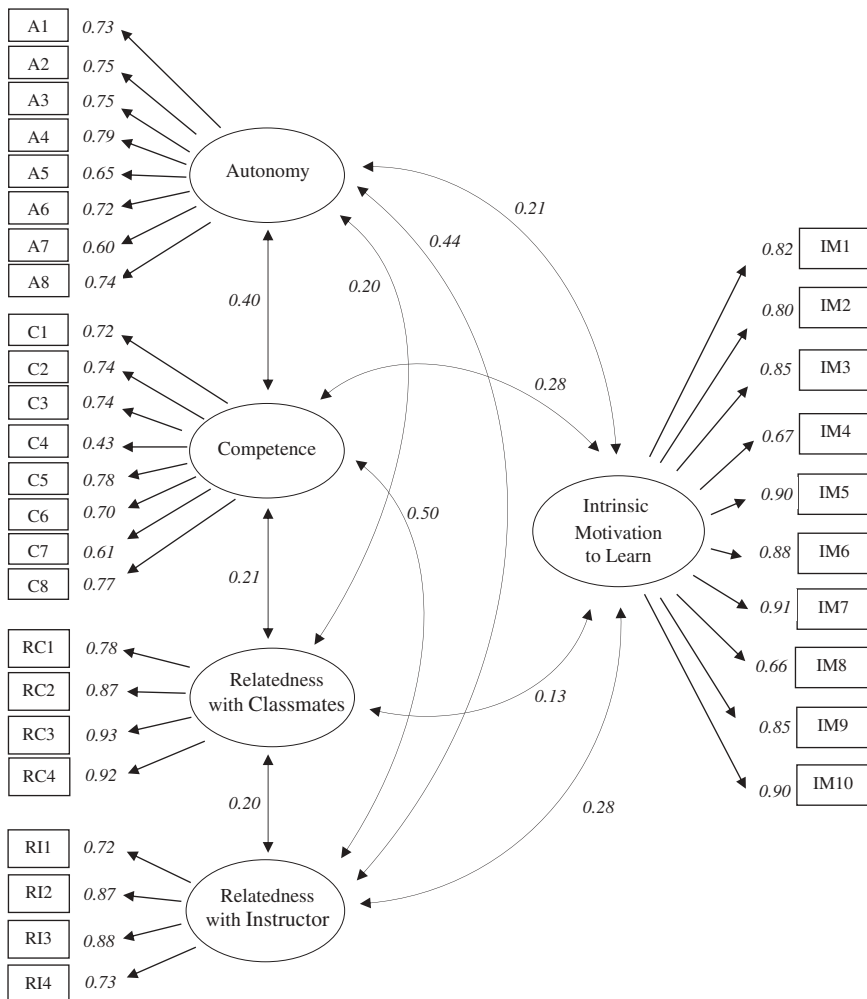 A1 0.73
A2 0.75
A3 0.75
A4 0.79
A5 0.65
A6 0.72
A7 0.60
A8 0.74
Autonomy
0.21
0.44
0.20
0.40
C1 0.72
C2 0.74
C3 0.74
C4 0.43
C5 0.78
C6 0.70
C7 0.61
C8 0.77
Competence
0.28
0.50
0.21
RC1 0.78
RC2 0.87
RC3 0.93
RC4 0.92
Relatedness
with Classmates
0.13
0.20
0.28
RI1 0.72
RI2 0.87
RI3 0.88
RI4 0.73
Relatedness
with Instructor
Intrinsic
Motivation
to Learn
0.82 IM1
0.80 IM2
0.85 IM3
0.67 IM4
0.90 IM5
0.88 IM6
0.91 IM7
0.66 IM8
0.85 IM9
0.90 IM10